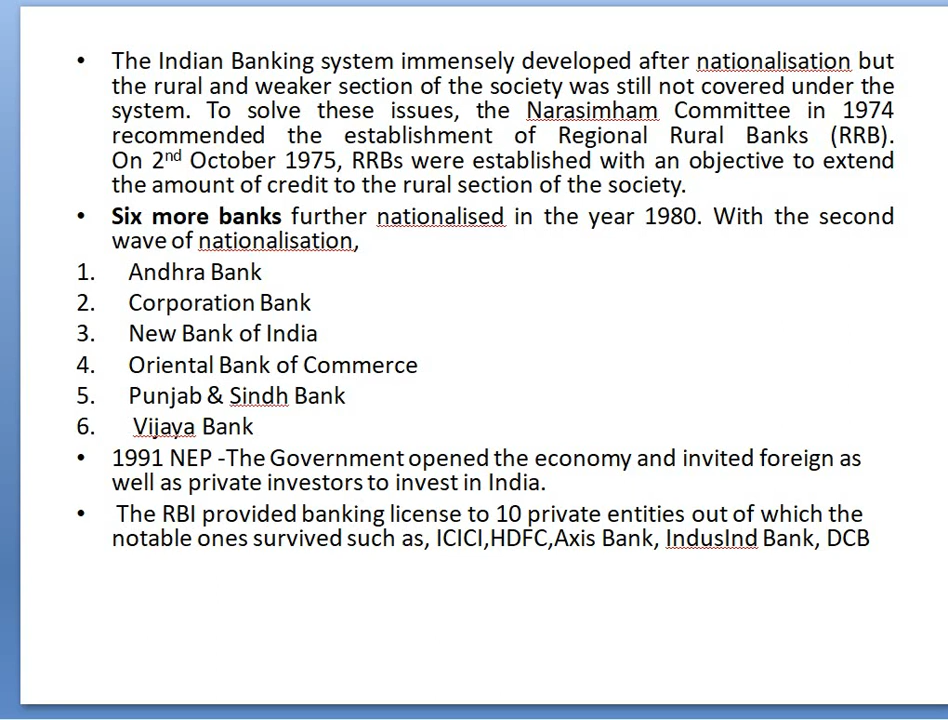 • The Indian Banking system immensely developed after nationalisation but
the rural and weaker section of the society was still not covered under the
system. To solve these issues, the Narasimham Committee in 1974
recommended the establishment of Regional Rural Banks (RRB).
On 2nd October 1975, RRBs were established with an objective to extend
the amount of credit to the rural section of the society.
• Six more banks further nationalised in the year 1980. With the second
wave of nationalisation,
1. Andhra Bank
2. Corporation Bank
3. New Bank of India
4. Oriental Bank of Commerce
5. Punjab & Sindh Bank
6. Vijaya Bank
• 1991 NEP -The Government opened the economy and invited foreign as
well as private investors to invest in India.
• The RBI provided banking license to 10 private entities out of which the
notable ones survived such as, ICICI,HDFC,Axis Bank, IndusInd Bank, DCB